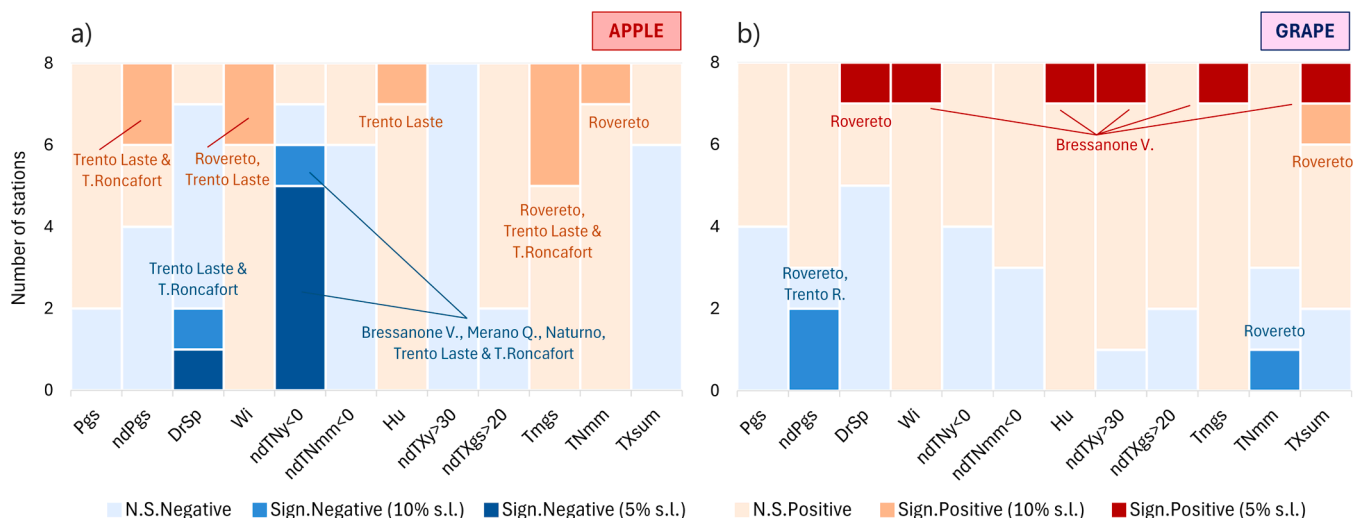 a)
APPLE
b)
GRAPE
Number of stations
8
6
4
2
0
Trento Laste &
T.Roncafort
Rovereto,
Trento Laste
Trento Laste
Rovereto
Rovereto,
Trento Laste &
T.Roncafort
Trento Laste &
T.Roncafort
Bressanone V., Merano Q., Naturno,
Trento Laste & T.Roncafort
Pgs
ndPgs
DrSp
Wi
ndTNy<0
ndTNmm<0
Hu
ndTXy>30
ndTXgs>20
Tmgs
TNmm
TXsum
8
6
4
2
0
Rovereto
Bressanone V.
Rovereto
Rovereto,
Trento R.
Rovereto
Pgs
ndPgs
DrSp
Wi
ndTNy<0
ndTNmm<0
Hu
ndTXy>30
ndTXgs>20
Tmgs
TNmm
TXsum
N.S.Negative
Sign.Negative (10% s.l.)
Sign.Negative (5% s.l.)
N.S.Positive
Sign.Positive (10% s.l.)
Sign.Positive (5% s.l.)